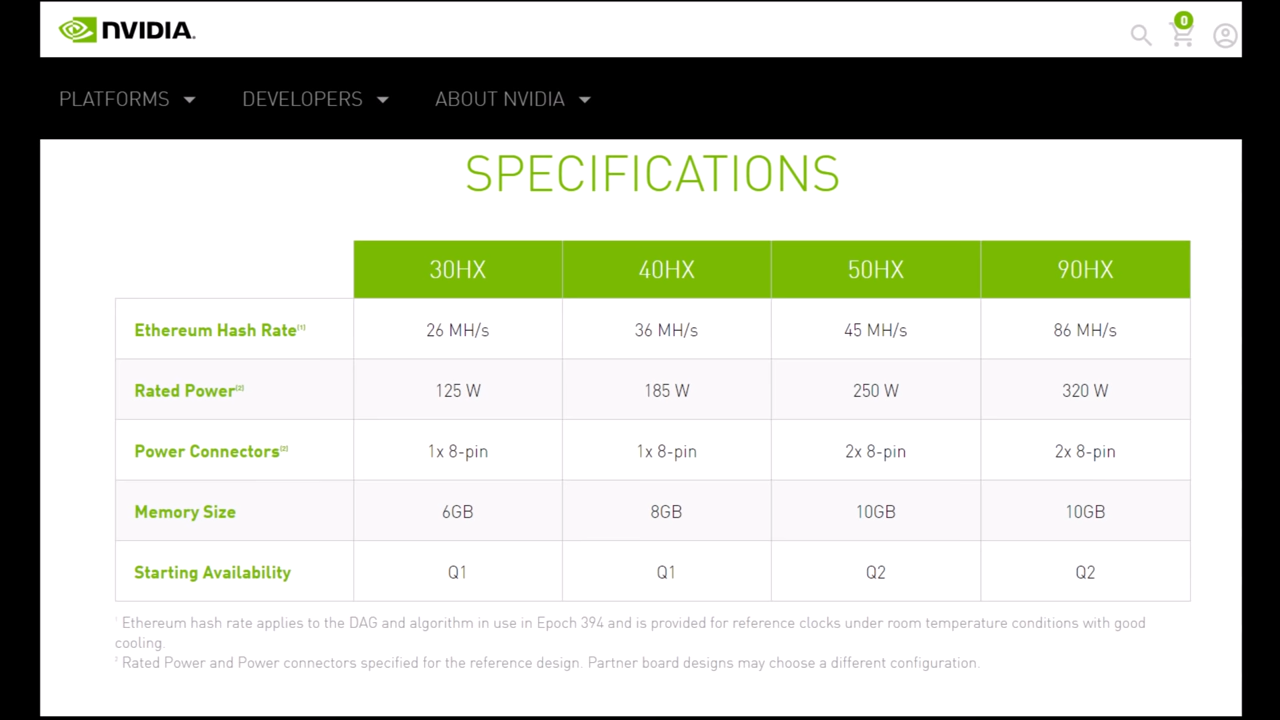 NVIDIA.
0
PLATFORMS DEVELOPERS ABOUT NVIDIA
SPECIFICATIONS
30HX 40HX 50HX 90HX
Ethereum Hash Rate[1] 26 MH/s 36 MH/s 45 MH/s 86 MH/s
Rated Power[2] 125 W 185 W 250 W 320 W
Power Connectors[2] 1x 8-pin 1x 8-pin 2x 8-pin 2x 8-pin
Memory Size 6GB 8GB 10GB 10GB
Starting Availability Q1 Q1 Q2 Q2
1 Ethereum hash rate applies to the DAG and algorithm in use in Epoch 394 and is provided for reference clocks under room temperature conditions with good
cooling.
2 Rated Power and Power connectors specified for the reference design. Partner board designs may choose a different configuration.